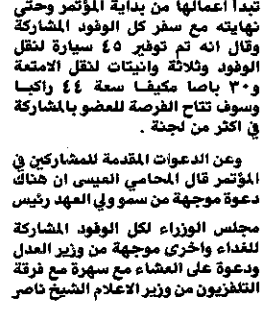 تبدأ اعمالها من بداية المؤتمر وحتى
نهايته مع سفر كل الوفود المشاركة
وقال انه تم توفير ٤٥ سيارة لنقل
الوفود وثلاثة وانيتات لنقل الامتعة
و٣٠ باصا مكيفا سعة ٤٤ راكبا
وسوف تتاح الفرصة للعضو بالمشاركة
في اكثر من لجنة .
وعن الدعوات المقدمة للمشاركين في
المؤتمر قال المحامي العيسى ان هناك
دعوة موجهة من سمو ولي العهد رئيس
مجلس الوزراء لكل الوفود المشاركة
للغداء واخرى موجهة من وزير العدل
ودعوة على العشاء مع سهرة مع فرقة
التلفزيون من وزير الاعلام الشيخ ناصر